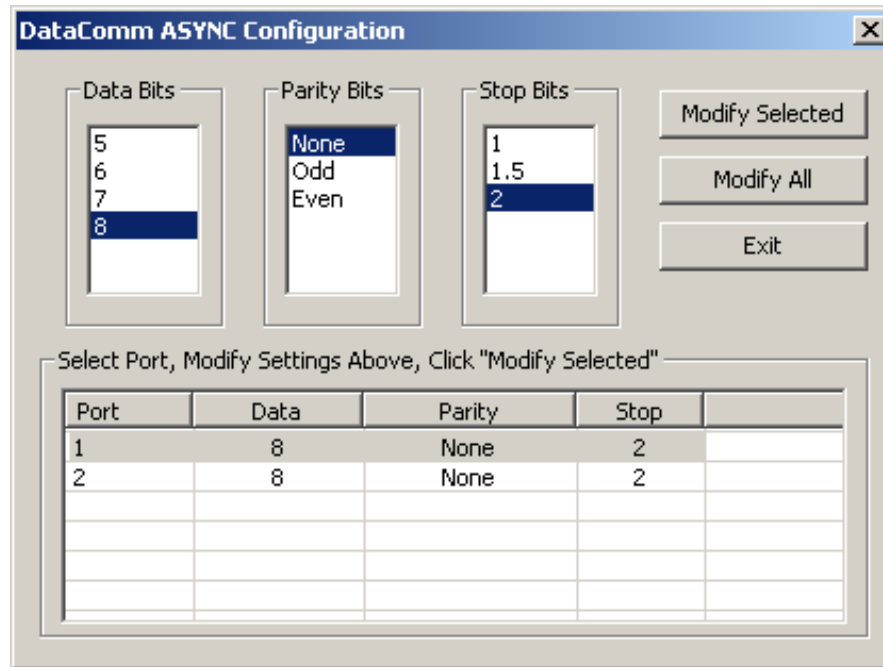 DataComm ASYNC Configuration
Data Bits
5
6
7
8
Parity Bits
None
Odd
Even
Stop Bits
1
1.5
2
Modify Selected
Modify All
Exit
Select Port, Modify Settings Above, Click "Modify Selected"
Port Data Parity Stop
1 8 None 2
2 8 None 2